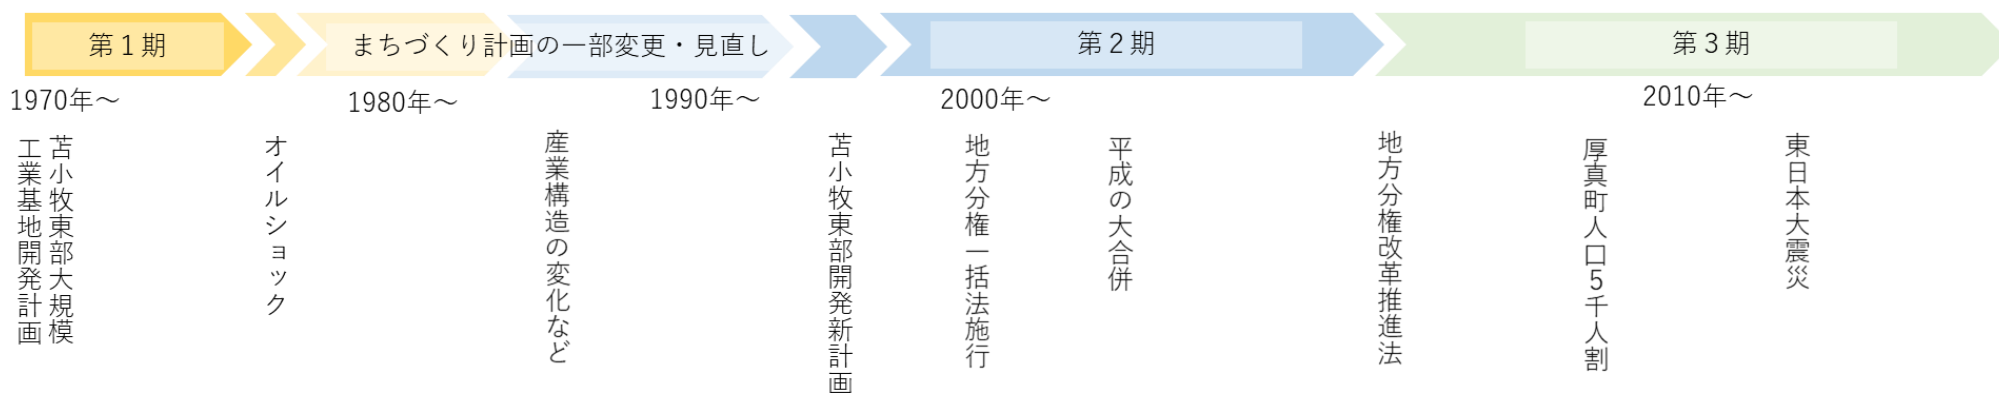 第１期
まちづくり計画の一部変更・見直し
第２期
第３期
1970年～
1980年～
1990年～
2000年～
2010年～
苫小牧東部大規模
工業基地開発計画
オイルショック
産業構造の変化など
苫小牧東部開発新計画
地方分権一括法施行
平成の大合併
地方分権改革推進法
厚真町人口５千人割
東日本大震災